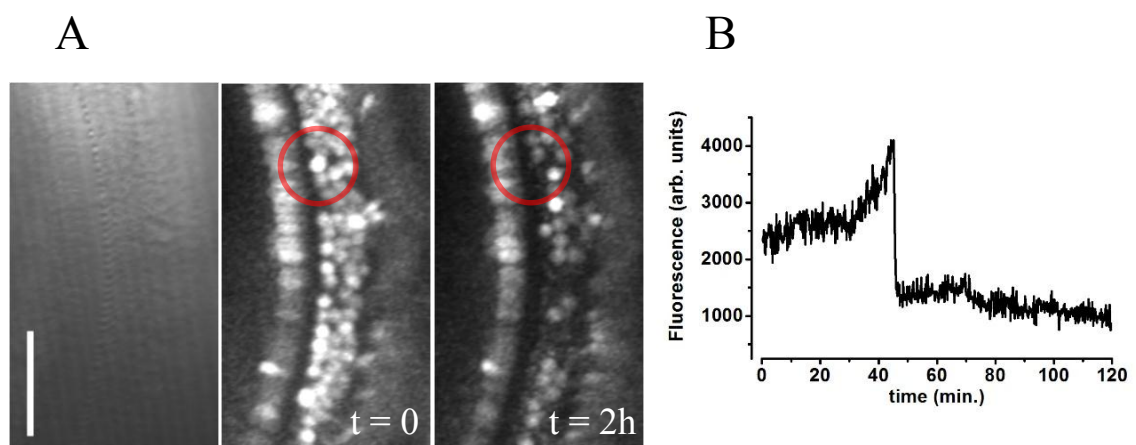 A
B
t = 0
t = 2h
Fluorescence (arb. units)
4000
3000
2000
1000
0
20
40
60
80
100
120
time (min.)